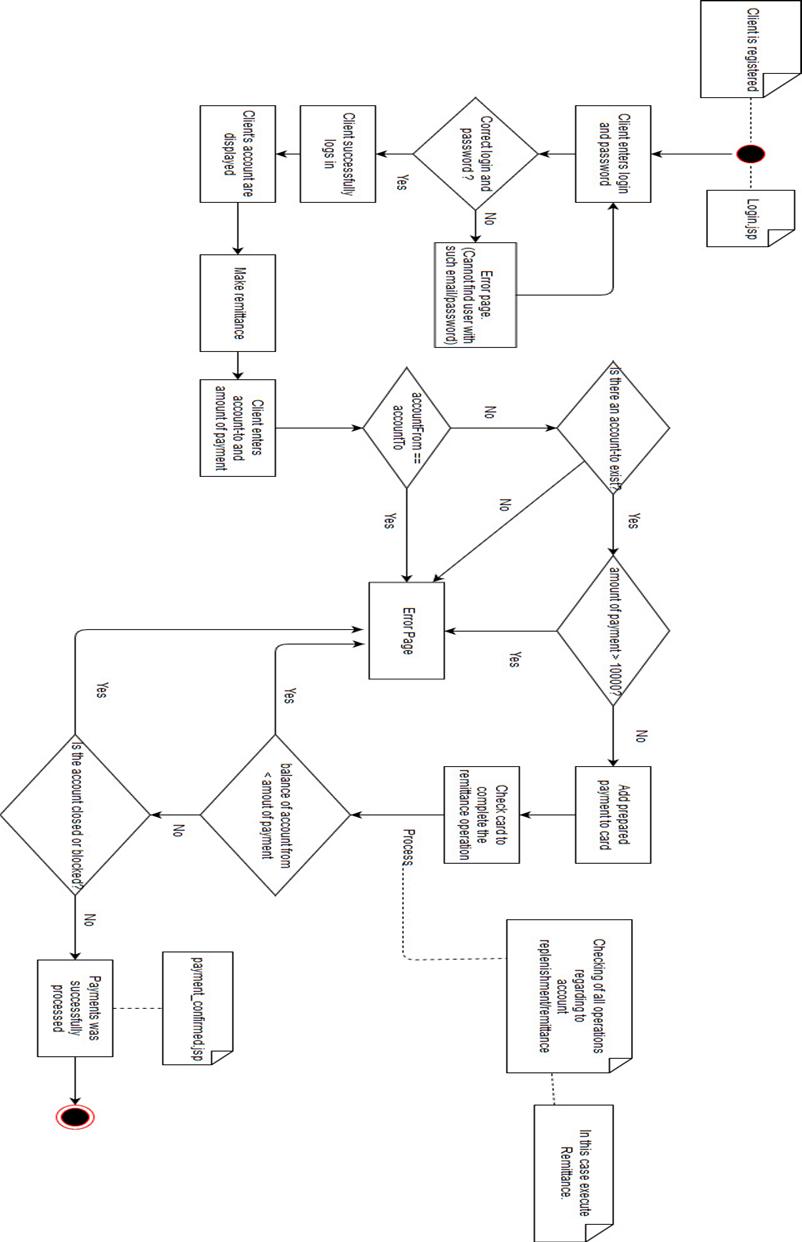 Client is registered
Login.jsp
Client enters login
and password
Correct login and
password ?
No
Yes
Error page.
(Cannot find user with
such email/password)
Client successfully
logs in
Client's account are
displayed
Make remittance
Client enters
account-to and
amount of payment
accountFrom ==
accountTo
No
Yes
Is there an account-to exist?
No
Yes
amount of payment > 10000?
Yes
No
Error Page
Add prepared
payment to card
Check card to
complete the
remittance operation
Process
Checking of all operations
regarding to
account
replenishment/remittance
In this case execute
Remittance.
balance of account from
< amout of payment
Yes
No
Is the account closed or blocked?
Yes
No
Payments was
successfully
processed
payment_confirmed.jsp